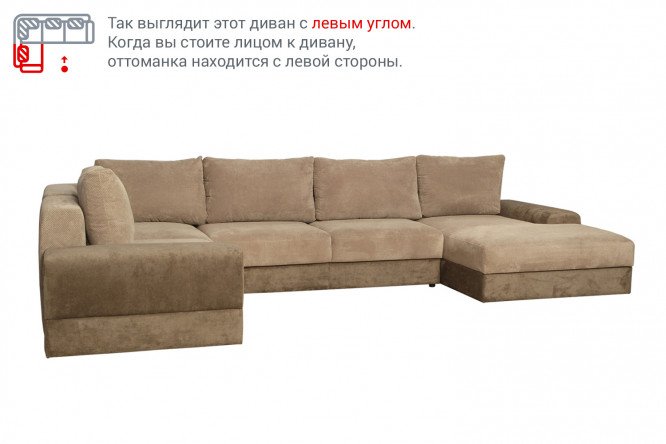 Так выглядит этот диван с левым углом.
Когда вы стоите лицом к дивану,
оттоманка находится с левой стороны.